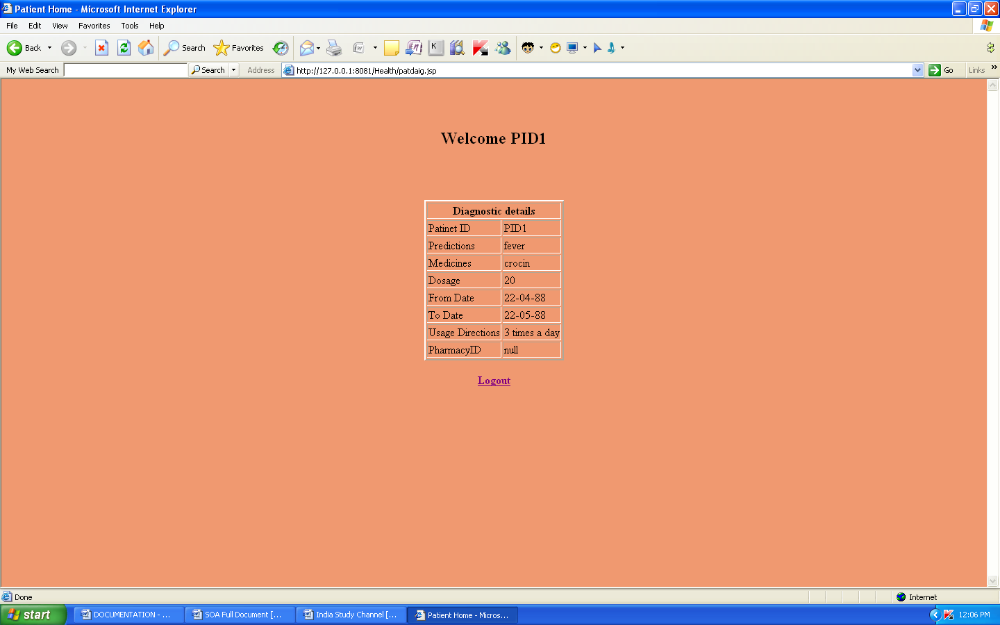 Patient Home - Microsoft Internet Explorer
File Edit View Favorites Tools Help
Back Search Favorites
My Web Search Search Address http://127.0.0.1:8081/Health/patdaig.jsp Go Links »
Welcome PID1
Diagnostic details
Patinet ID PID1
Predictions fever
Medicines crocin
Dosage 20
From Date 22-04-88
To Date 22-05-88
Usage Directions 3 times a day
PharmacyID null
Logout
Done Internet
start DOCUMENTATION - ... SOA Full Document [... India Study Channel [... Patient Home - Micros... 12:06 PM